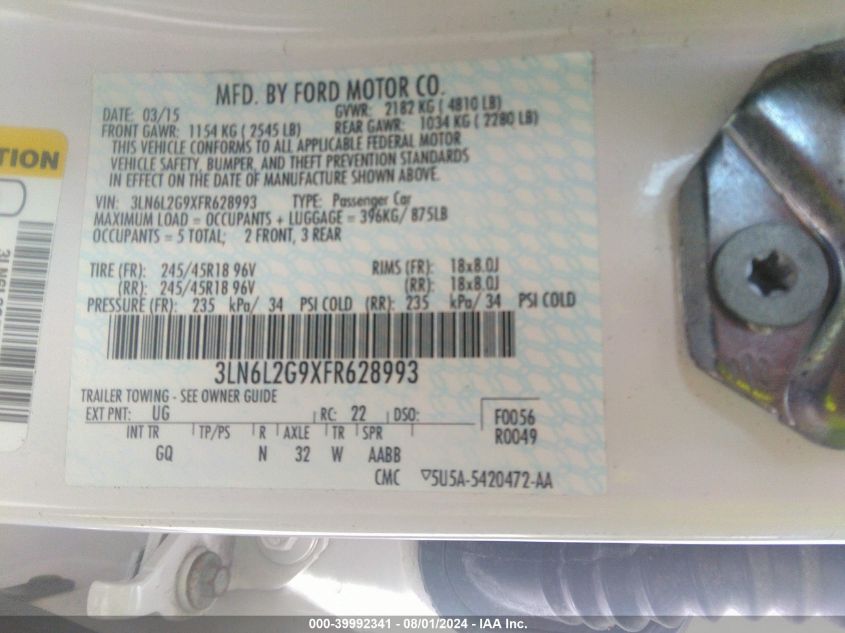 MFD. BY FORD MOTOR CO.
DATE: 03/15 GVWR: 2182 KG ( 4810 LB)
FRONT GAWR: 1154 KG ( 2545 LB) REAR GAWR: 1034 KG ( 2280 LB)
THIS VEHICLE CONFORMS TO ALL APPLICABLE FEDERAL MOTOR
VEHICLE SAFETY, BUMPER, AND THEFT PREVENTION STANDARDS
IN EFFECT ON THE DATE OF MANUFACTURE SHOWN ABOVE.
VIN: 3LN6L2G9XFR628993 TYPE: Passenger Car
MAXIMUM LOAD = OCCUPANTS + LUGGAGE = 396KG/ 875LB
OCCUPANTS = 5 TOTAL; 2 FRONT, 3 REAR
TIRE (FR): 245/45R18 96V RIMS (FR): 18x8.0J
(RR): 245/45R18 96V (RR): 18x8.0J
PRESSURE (FR): 235 kPa/ 34 PSI COLD (RR): 235 kPa/ 34 PSI COLD
3LN6L2G9XFR628993
TRAILER TOWING - SEE OWNER GUIDE
EXT PNT: UG RC: 22 DSO: F0056
R0049
INT TR TP/PS R AXLE TR SPR
GQ N 32 W AABB
CMC ▽5U5A-5420472-AA
TION
000-39992341 - 08/01/2024 - IAA Inc.